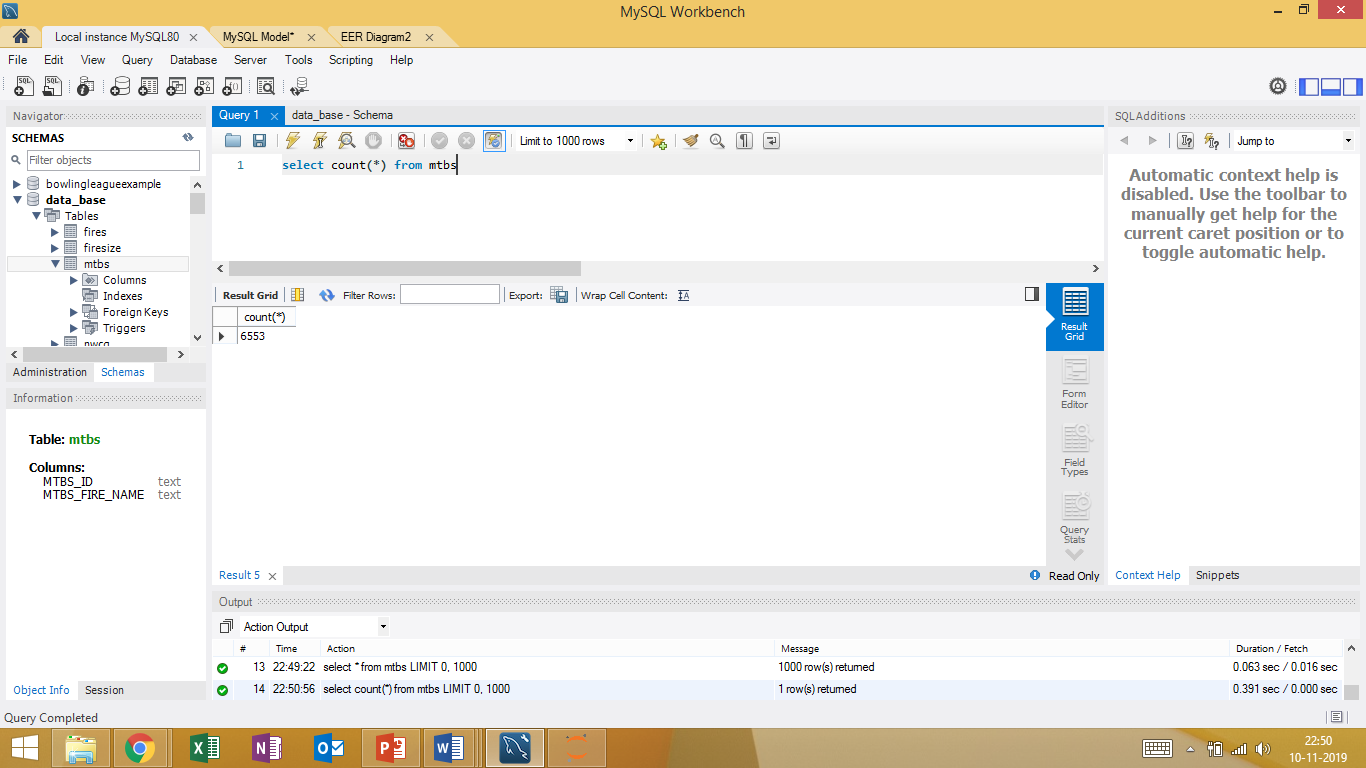 MySQL Workbench
Local instance MySQL80 MySQL Model* EER Diagram2
File Edit View Query Database Server Tools Scripting Help
Navigator
SCHEMAS
Filter objects
bowlingleagueexample
data_base
Tables
fires
firesize
mtbs
Columns
Indexes
Foreign Keys
Triggers
nwcg
Administration Schemas
Information
Table: mtbs
Columns:
MTBS_ID text
MTBS_FIRE_NAME text
Object Info Session
Query 1 data_base - Schema
Limit to 1000 rows
1 select count(*) from mtbs
Result Grid Filter Rows: Export: Wrap Cell Content:
count(*)
6553
Result
Grid
Form
Editor
Field
Types
Query
Stats
Result 5 Read Only
SQLAdditions
Jump to
Automatic context help is
disabled. Use the toolbar to
manually get help for the
current caret position or to
toggle automatic help.
Context Help Snippets
Output
Action Output
# Time Action Message Duration / Fetch
13 22:49:22 select * from mtbs LIMIT 0, 1000 1000 row(s) returned 0.063 sec / 0.016 sec
14 22:50:56 select count(*) from mtbs LIMIT 0, 1000 1 row(s) returned 0.391 sec / 0.000 sec
Query Completed
22:50
10-11-2019